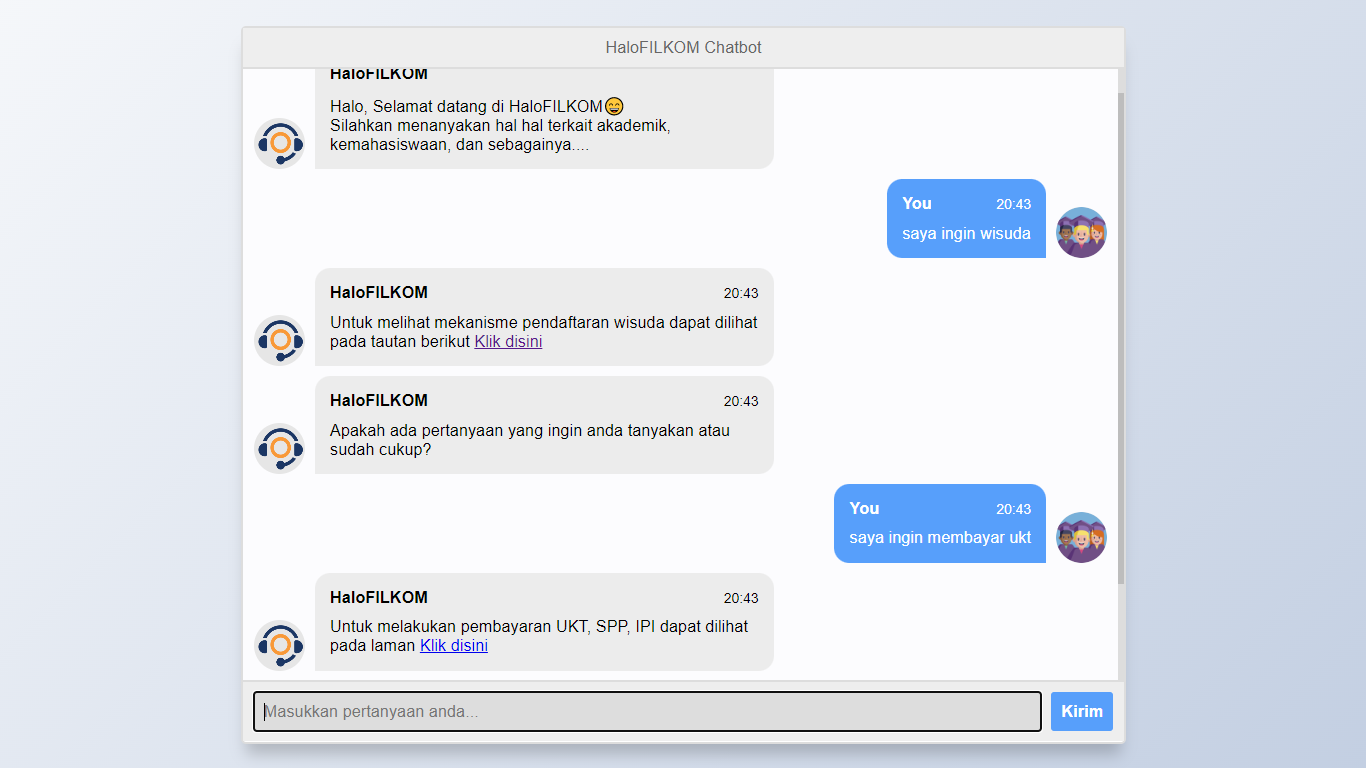 HaloFILKOM Chatbot
HaloFILKOM
Halo, Selamat datang di HaloFILKOM😄
Silahkan menanyakan hal hal terkait akademik,
kemahasiswaan, dan sebagainya....
You 20:43
saya ingin wisuda
HaloFILKOM 20:43
Untuk melihat mekanisme pendaftaran wisuda dapat dilihat
pada tautan berikut Klik disini
HaloFILKOM 20:43
Apakah ada pertanyaan yang ingin anda tanyakan atau
sudah cukup?
You 20:43
saya ingin membayar ukt
HaloFILKOM 20:43
Untuk melakukan pembayaran UKT, SPP, IPI dapat dilihat
pada laman Klik disini
Masukkan pertanyaan anda...
Kirim